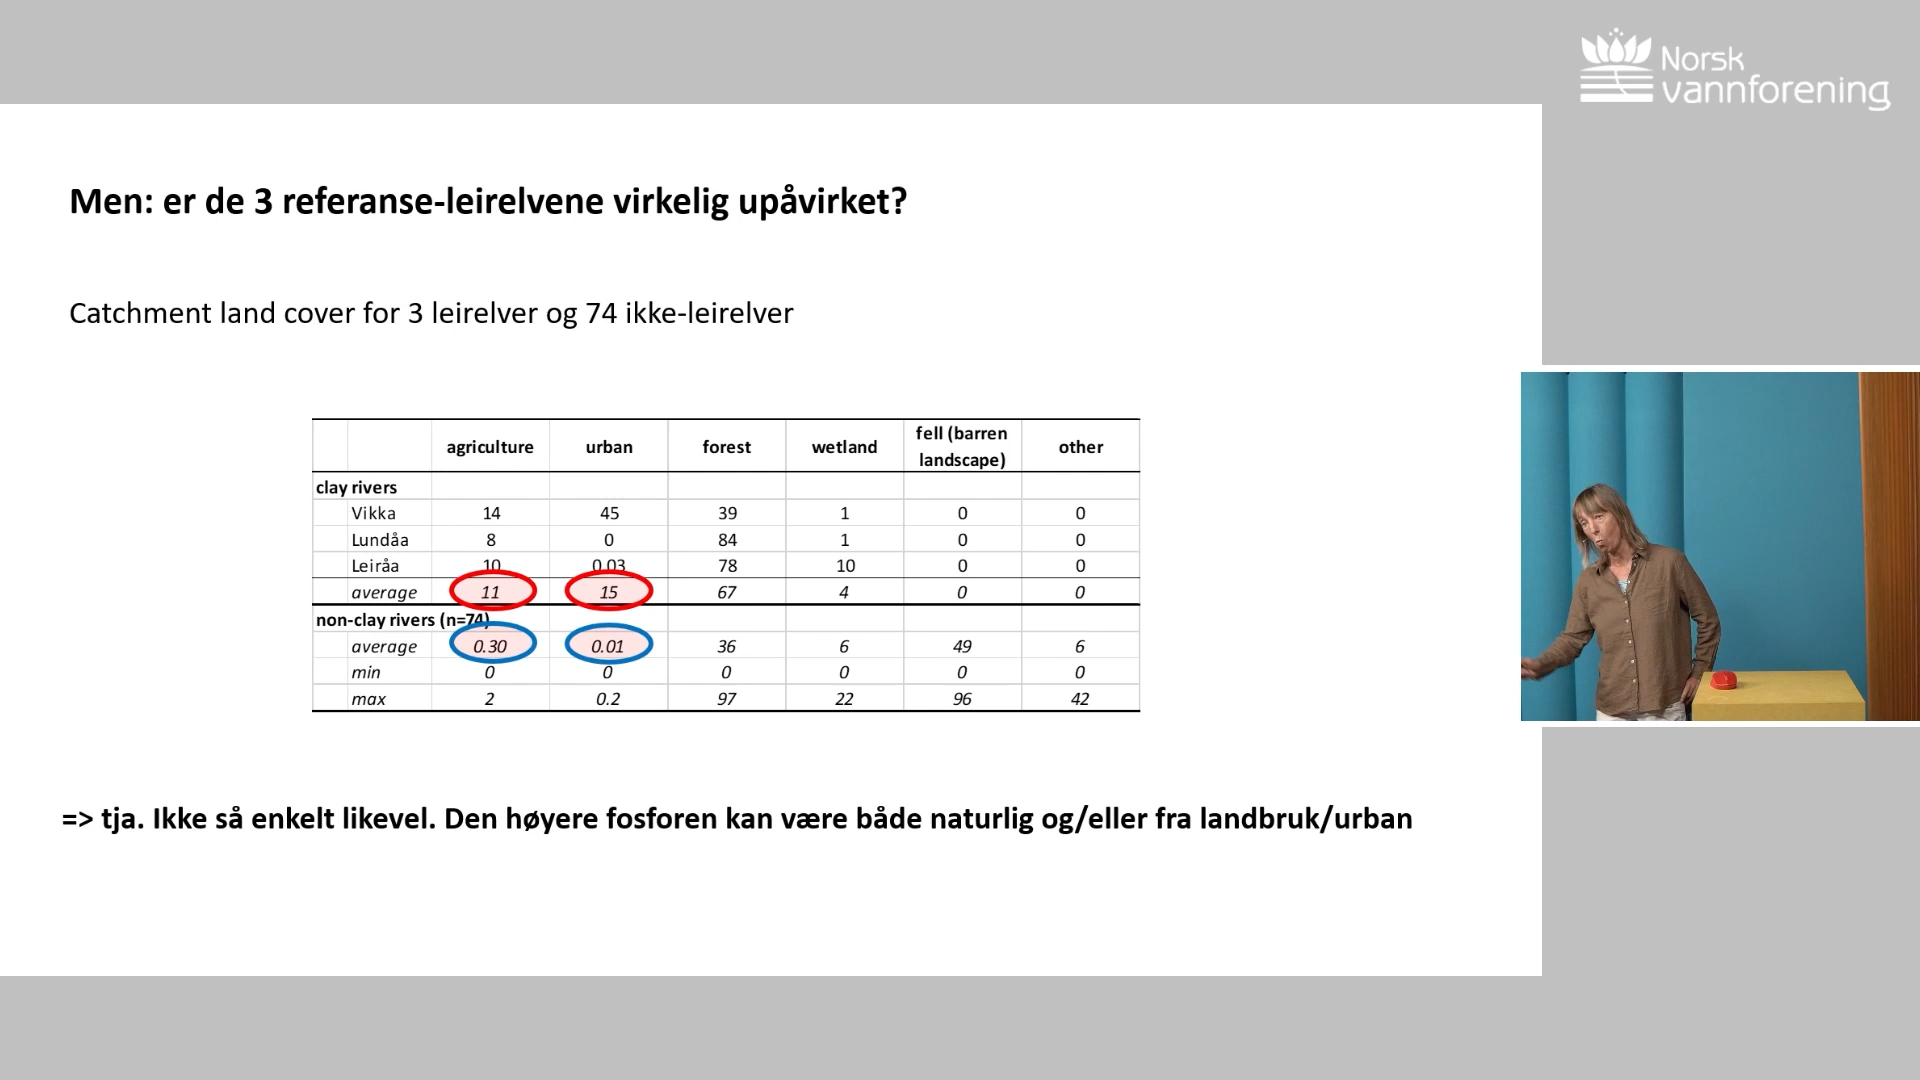 Norsk
vannforening
Men: er de 3 referanse-leirelvene virkelig upåvirket?
Catchment land cover for 3 leirelver og 74 ikke-leirelver
agriculture urban forest wetland fell (barren landscape) other
clay rivers
Vikka 14 45 39 1 0 0
Lundåa 8 0 84 1 0 0
Leiråa 10 0.03 78 10 0 0
average 11 15 67 4 0 0
non-clay rivers (n=74)
average 0.30 0.01 36 6 49 6
min 0 0 0 0 0 0
max 2 0.2 97 22 96 42
=> tja. Ikke så enkelt likevel. Den høyere fosforen kan være både naturlig og/eller fra landbruk/urban